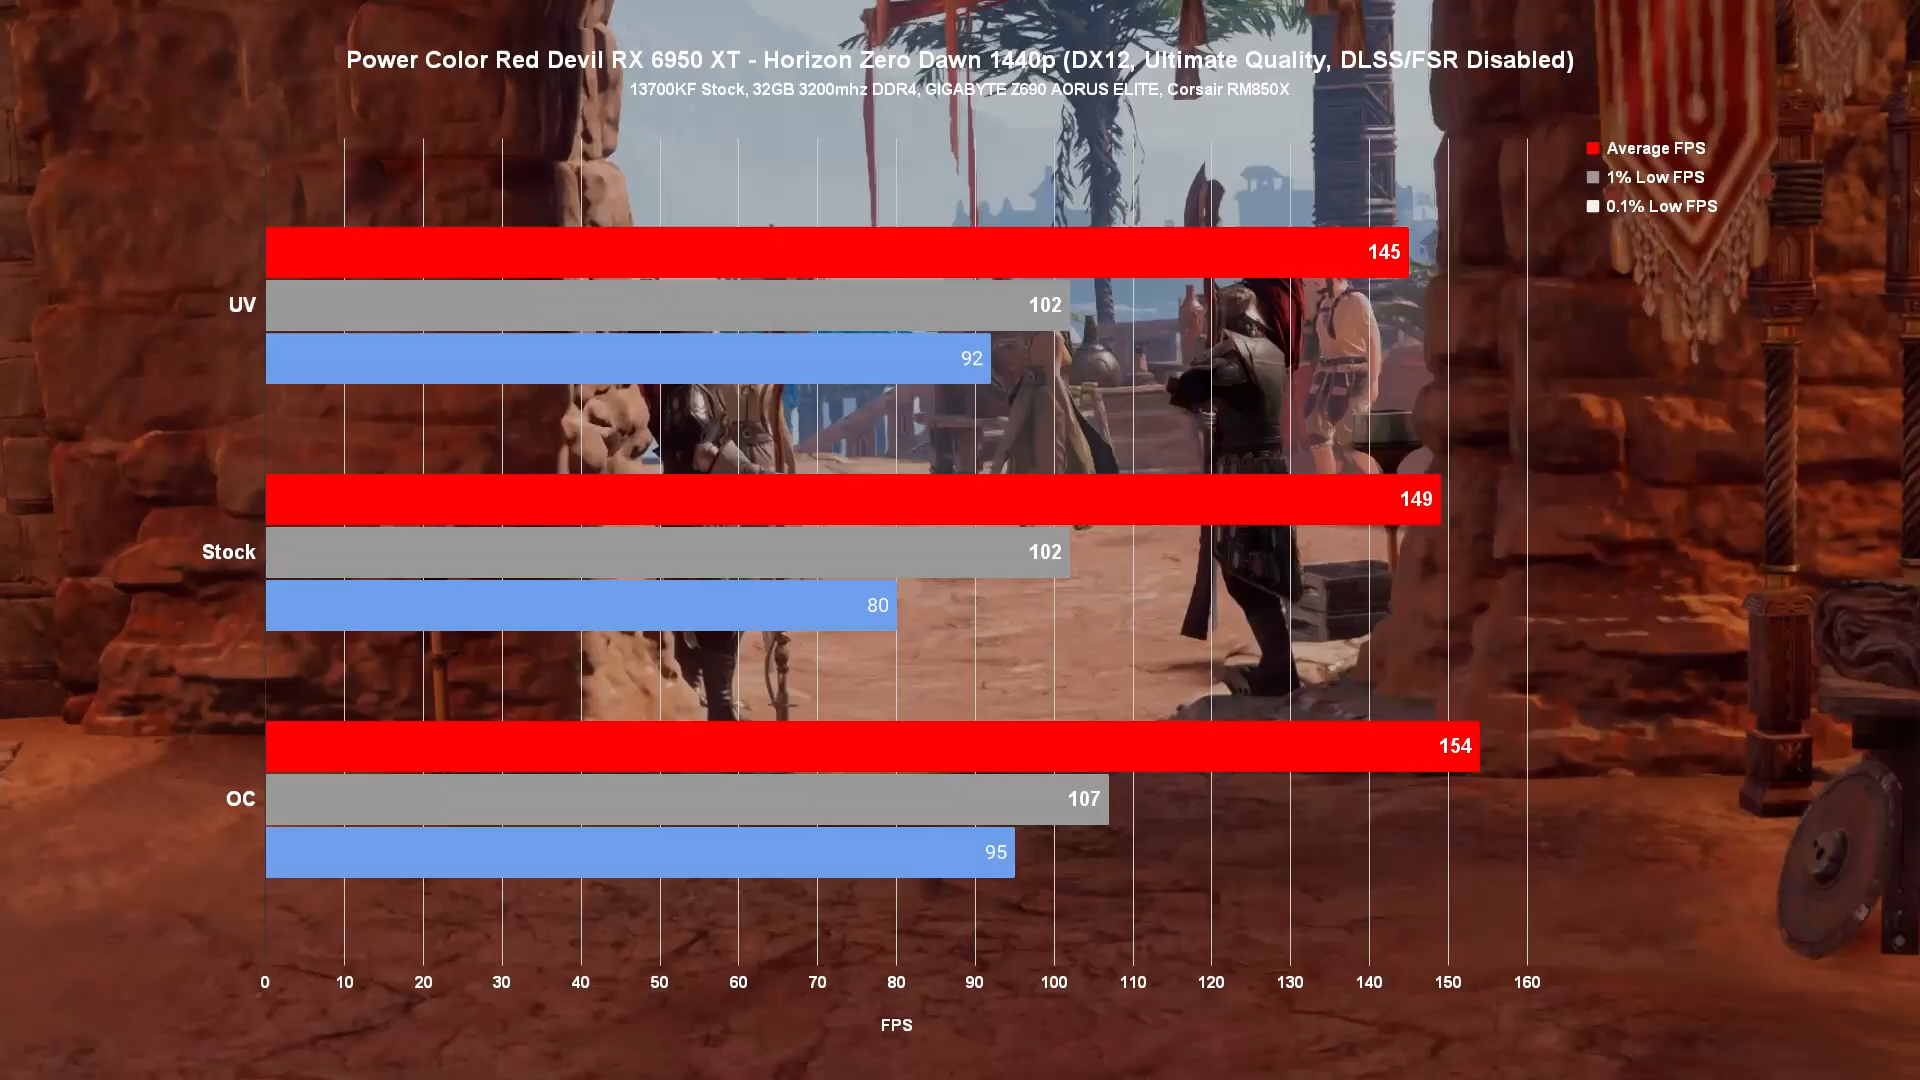 Power Color Red Devil RX 6950 XT - Horizon Zero Dawn 1440p (DX12, Ultimate Quality, DLSS/FSR Disabled)
13700KF Stock, 32GB 3200mhz DDR4, GIGABYTE Z690 AORUS ELITE, Corsair RM850X
Average FPS
1% Low FPS
0.1% Low FPS
145
UV 102
92
149
Stock 102
80
154
OC 107
95
0 10 20 30 40 50 60 70 80 90 100 110 120 130 140 150 160
FPS